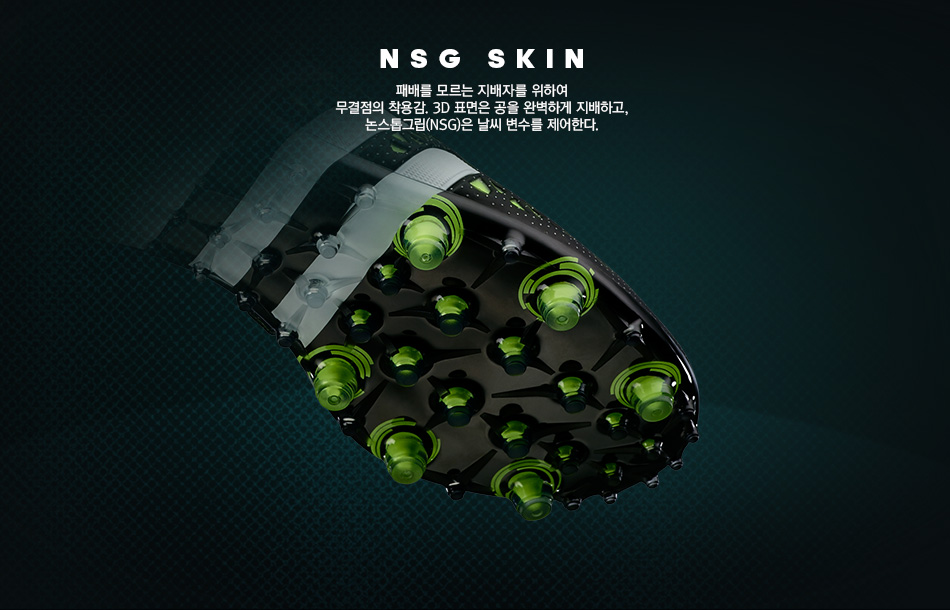 NSG SKIN
패배를 모르는 지배자를 위하여
무결점의 착용감. 3D 표면은 공을 완벽하게 지배하고,
논스톱그립(NSG)은 날씨 변수를 제어한다.